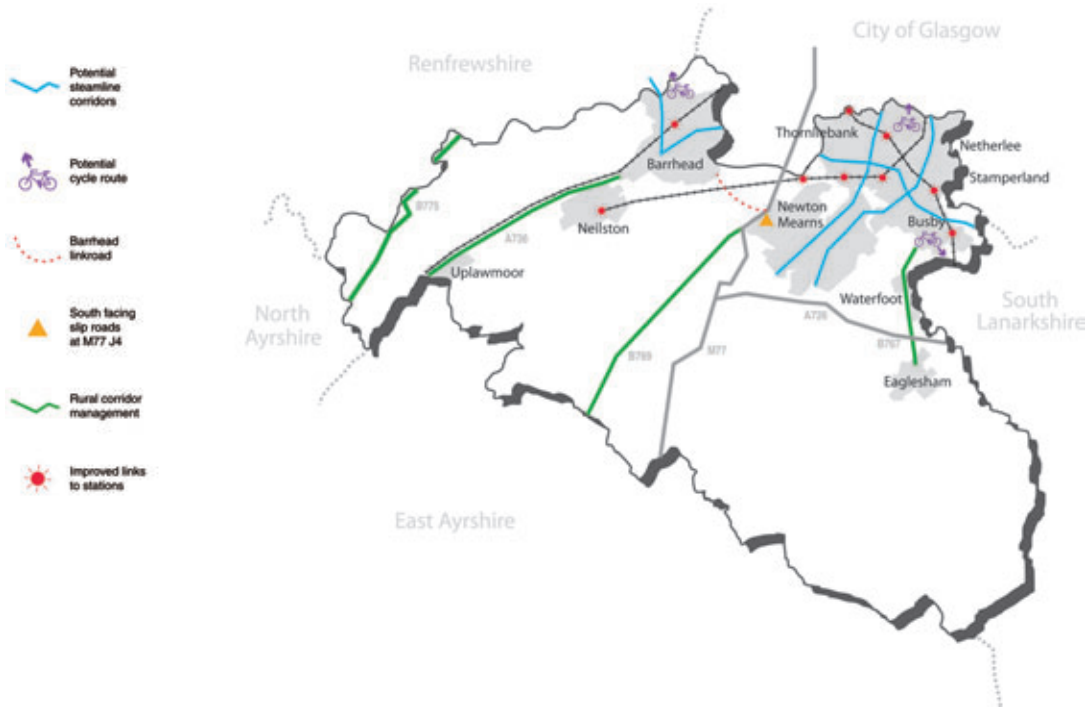 Potential
steamline
corridors
Potential
cycle route
Barrhead
linkroad
South facing
slip roads
at M77 J4
Rural corridor
management
Improved links
to stations
City of Glasgow
Renfrewshire
Thornliebank
Netherlee
Stamperland
Barrhead
B775
Neilston
Newton
Mearns
Busby
A736
Uplawmoor
Waterfoot
South
Lanarkshire
North
Ayrshire
A726
B769
M77
B767
Eaglesham
East Ayrshire